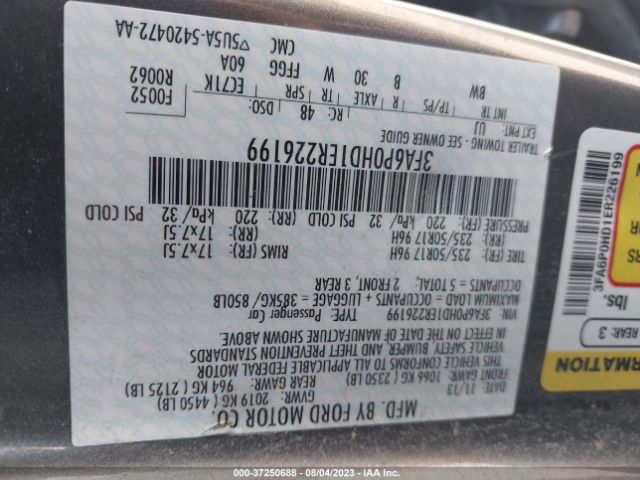 MFD. BY FORD MOTOR CO.
DATE: 11/13 GVWR: 2019 KG ( 4450 LB)
FRONT GAWR: 1066 KG ( 2350 LB) REAR GAWR: 964 KG ( 2125 LB)
THIS VEHICLE CONFORMS TO ALL APPLICABLE FEDERAL MOTOR
VEHICLE SAFETY, BUMPER, AND THEFT PREVENTION STANDARDS
IN EFFECT ON THE DATE OF MANUFACTURE SHOWN ABOVE.
VIN: 3FA6P0HD1ER226199 TYPE: Passenger Car
MAXIMUM LOAD = OCCUPANTS + LUGGAGE = 385KG/ 850LB
OCCUPANTS = 5 TOTAL: 2 FRONT, 3 REAR
TIRE (FR): 235/50R17 96H RIMS (FR): 17x7.5J
(RR): 235/50R17 96H (RR): 17x7.5J
PRESSURE (FR): 220 kPa/ 32 PSI COLD (RR): 220 kPa/ 32 PSI COLD
3FA6P0HD1ER226199
TRAILER TOWING - SEE OWNER GUIDE
EXT PNT: UJ RC: 48 DSO: F0052
INT TR TP/PS R AXLE TR SPR EC71K R0062
BW B 30 W FFGG 60A
CMC
▽5U5A-5420472-AA
RMATION
REAR: 3
lbs.
3FA6P0HD1ER226199
ERS
OR
000-37250688 - 08/04/2023 - IAA Inc.